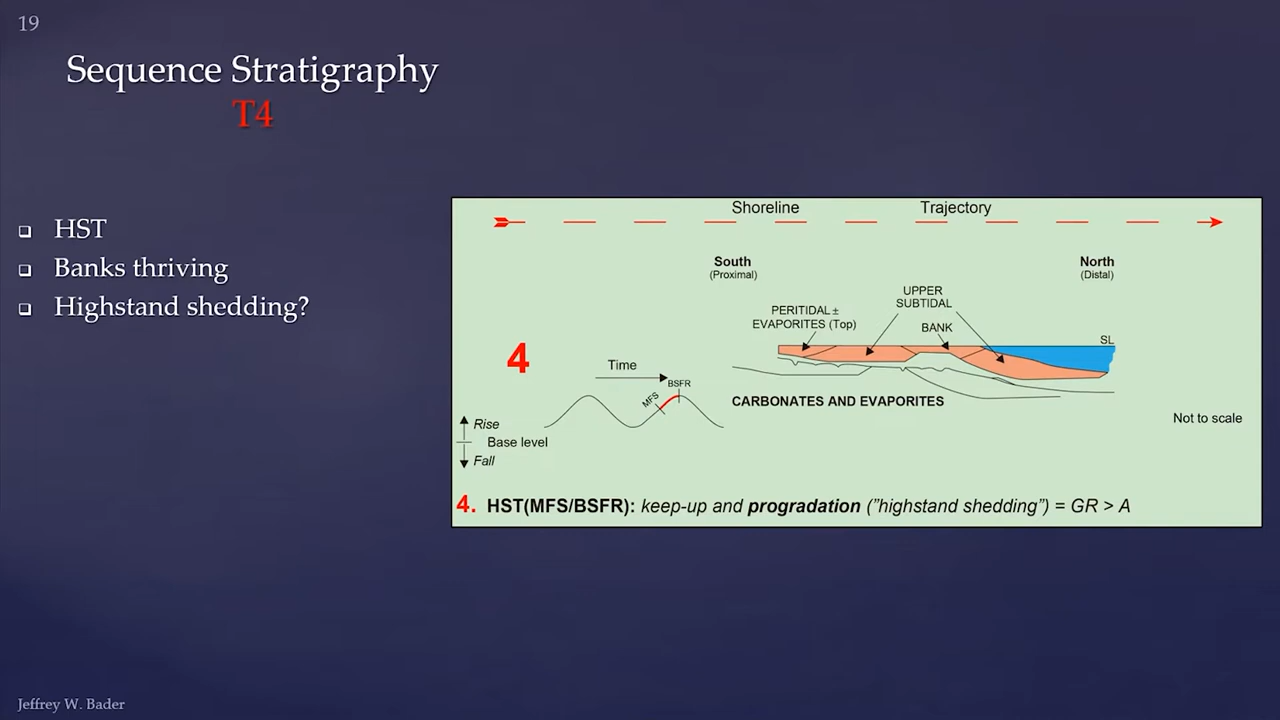 19
Sequence Stratigraphy
T4
HST
Banks thriving
Highstand shedding?
Shoreline Trajectory
South
(Proximal)
North
(Distal)
UPPER
SUBTIDAL
PERITIDAL ±
EVAPORITES (Top)
BANK
SL
4
Time
BSFR
MFS
CARBONATES AND EVAPORITES
Not to scale
Rise
Base level
Fall
4. HST(MFS/BSFR): keep-up and progradation ("highstand shedding") = GR > A
Jeffrey W. Bader